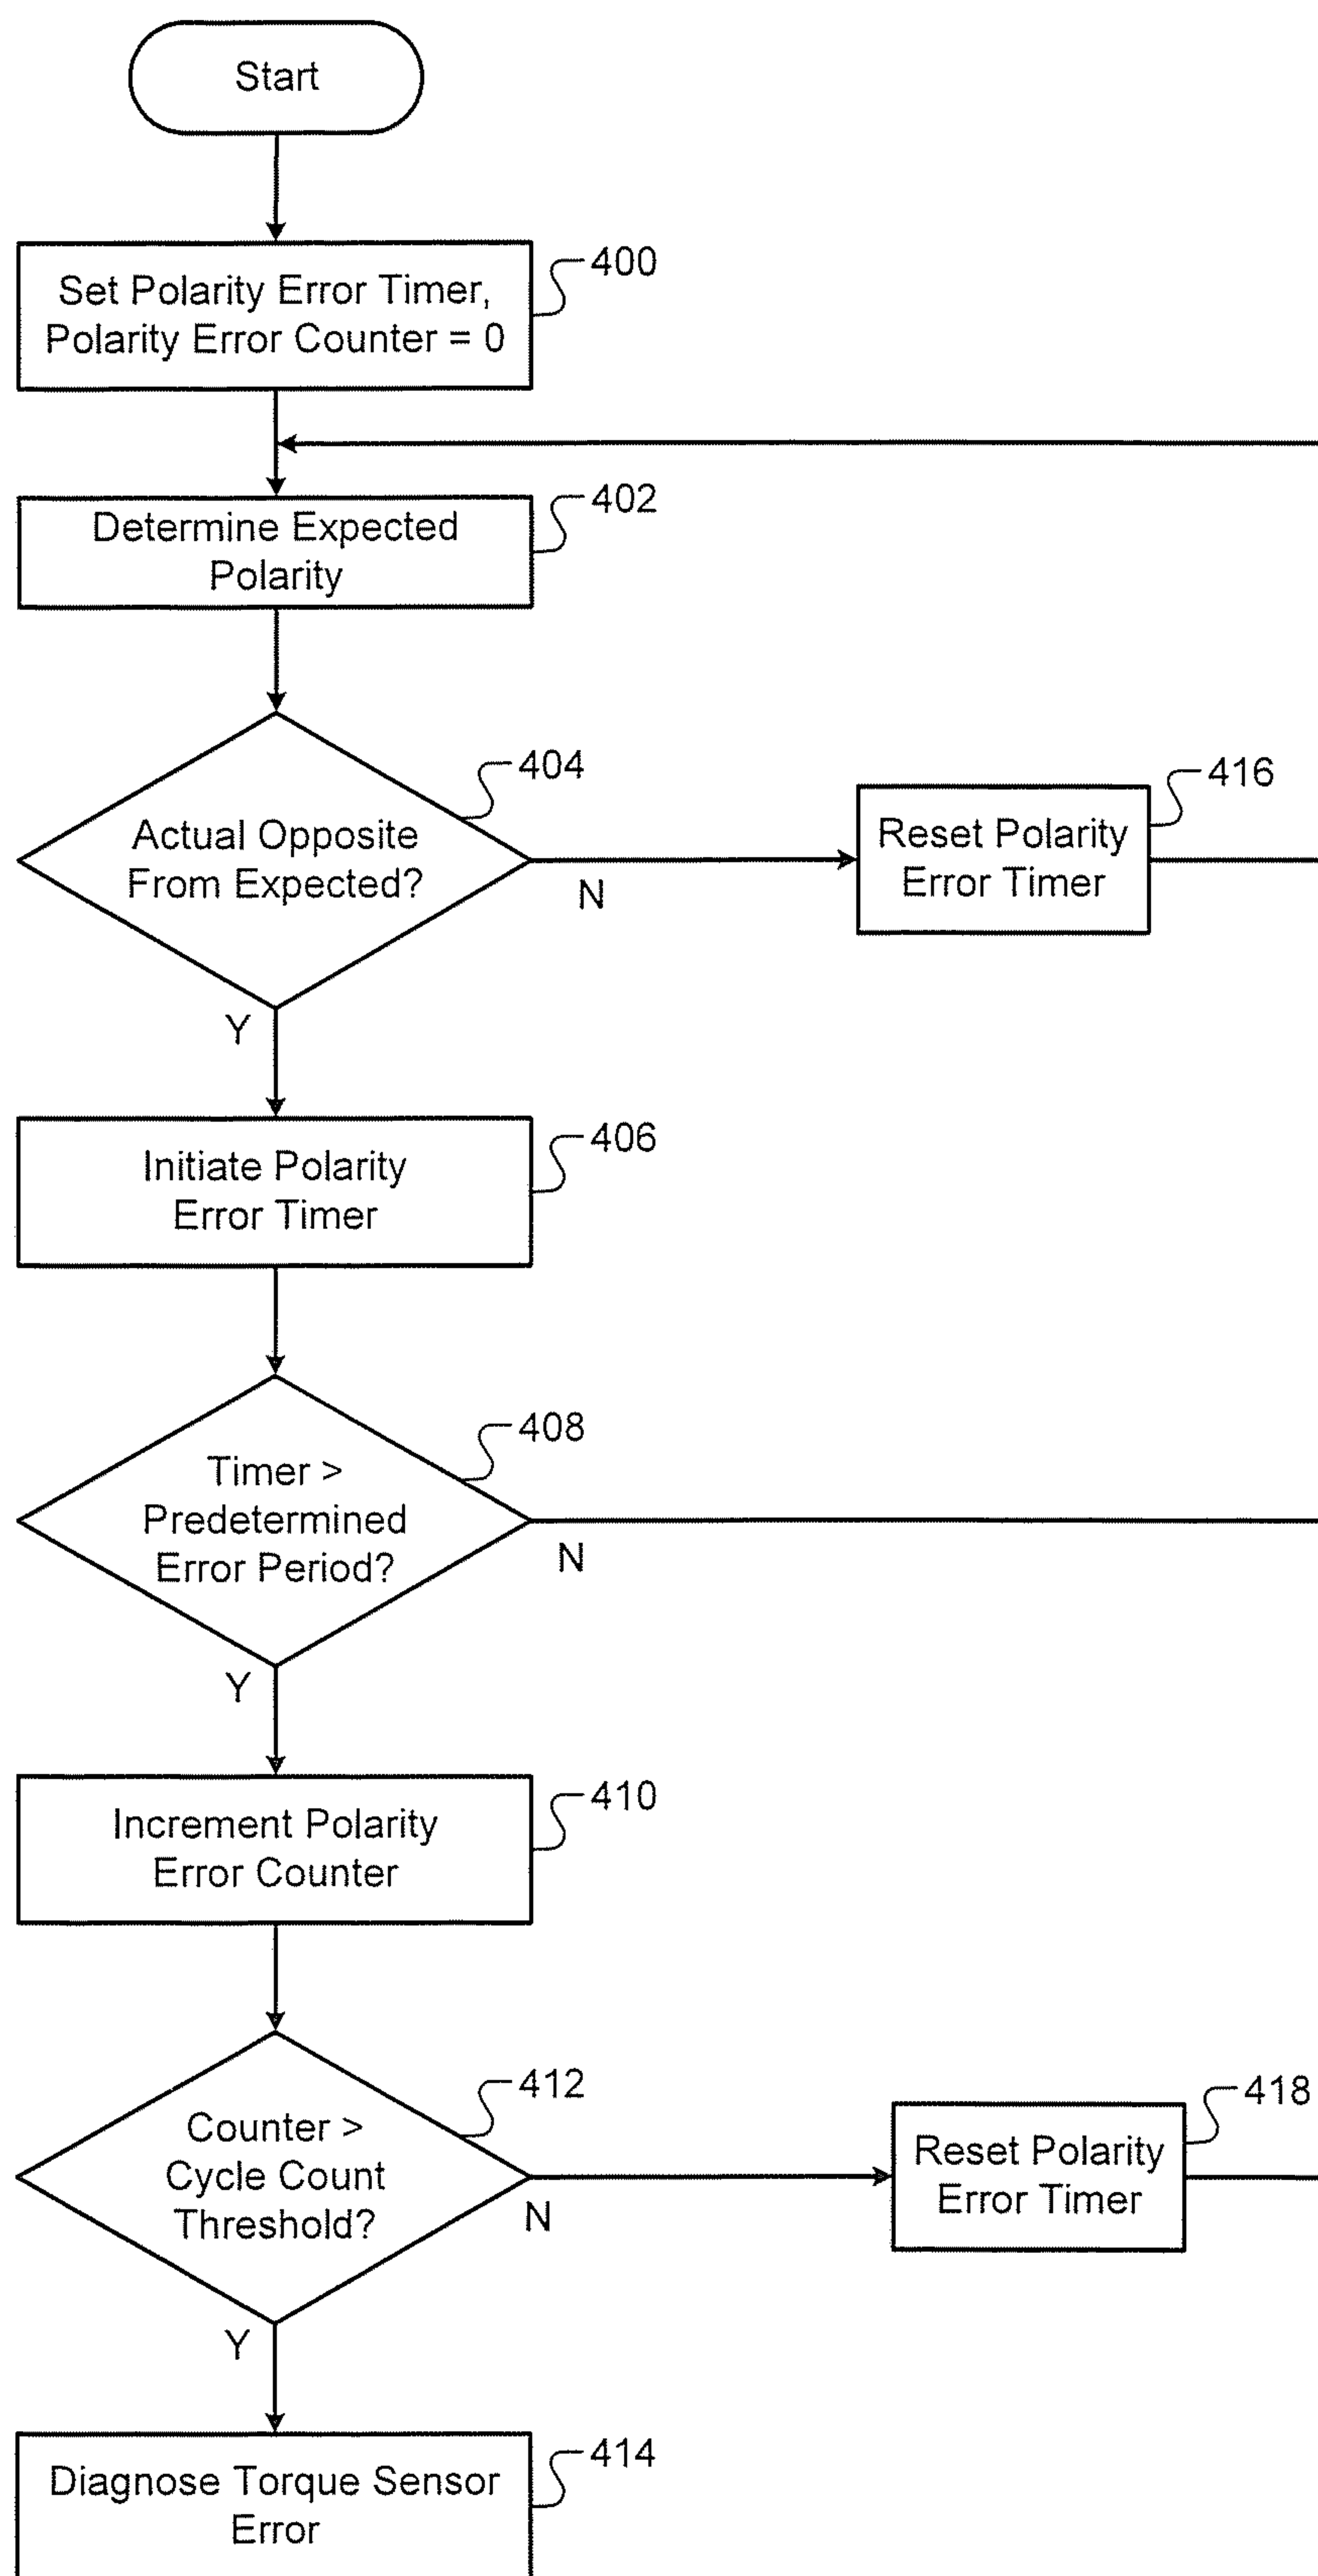 Start
400
Set Polarity Error Timer,
Polarity Error Counter = 0
402
Determine Expected
Polarity
404
Actual Opposite
From Expected?
N
416
Reset Polarity
Error Timer
Y
406
Initiate Polarity
Error Timer
408
Timer >
Predetermined
Error Period?
N
Y
410
Increment Polarity
Error Counter
412
Counter >
Cycle Count
Threshold?
N
418
Reset Polarity
Error Timer
Y
414
Diagnose Torque Sensor
Error